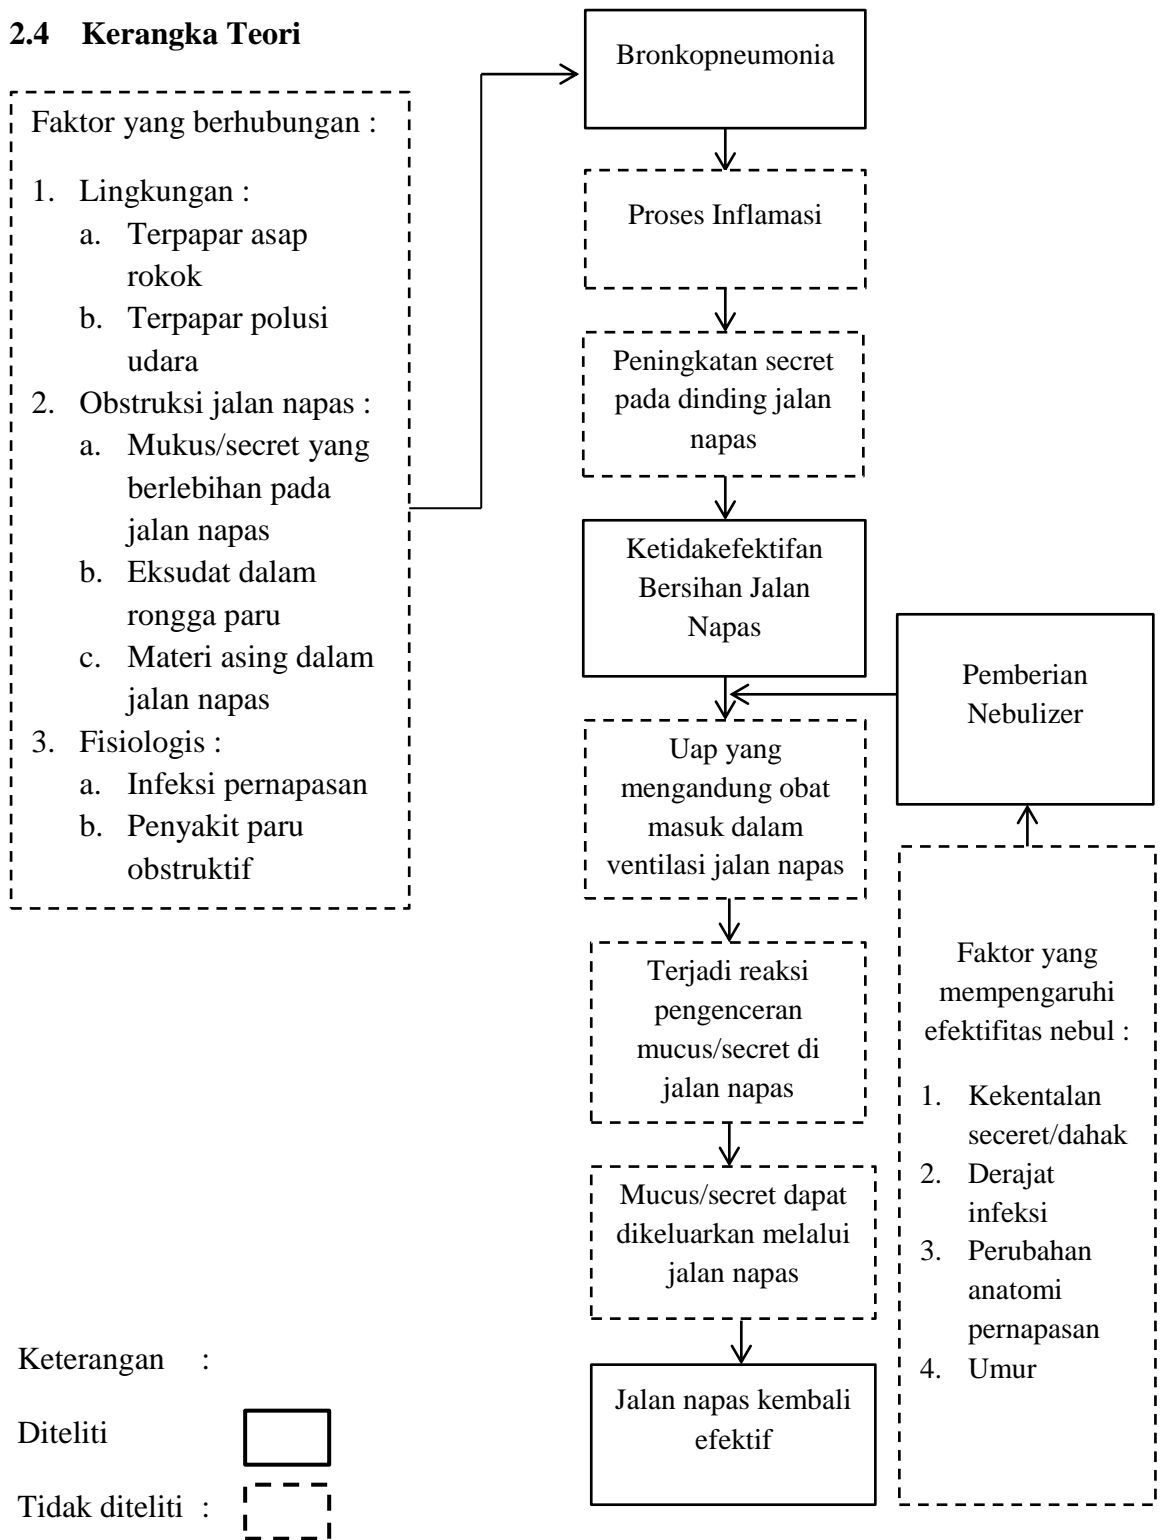 2.4 Kerangka Teori
Faktor yang berhubungan :
1. Lingkungan :
a. Terpapar asap
rokok
b. Terpapar polusi
udara
2. Obstruksi jalan napas :
a. Mukus/secret yang
berlebihan pada
jalan napas
b. Eksudat dalam
rongga paru
c. Materi asing dalam
jalan napas
3. Fisiologis :
a. Infeksi pernapasan
b. Penyakit paru
obstruktif
Bronkopneumonia
Proses Inflamasi
Peningkatan secret
pada dinding jalan
napas
Ketidakefektifan
Bersihan Jalan
Napas
Pemberian
Nebulizer
Uap yang
mengandung obat
masuk dalam
ventilasi jalan napas
Terjadi reaksi
pengenceran
mucus/secret di
jalan napas
Mucus/secret dapat
dikeluarkan melalui
jalan napas
Jalan napas kembali
efektif
Faktor yang
mempengaruhi
efektifitas nebul :
1. Kekentalan
seceret/dahak
2. Derajat
infeksi
3. Perubahan
anatomi
pernapasan
4. Umur
Keterangan :
Diteliti
Tidak diteliti :